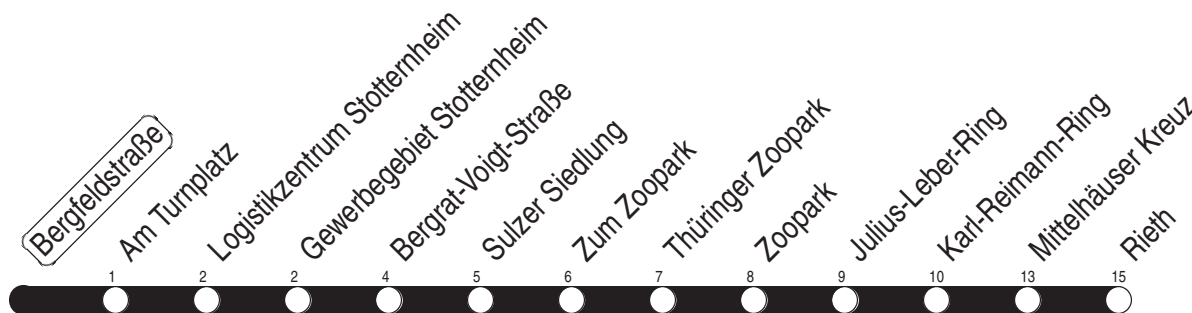 Bergfeldstraße
Am Turnplatz
Logistikzentrum Stotternheim
Gewerbegebiet Stotternheim
Bergrat-Voigt-Straße
Sulzer Siedlung
Zum Zoopark
Thüringer Zoopark
Zoopark
Julius-Leber-Ring
Karl-Reimann-Ring
Mittelhäuser Kreuz
Rieth
1 2 2 4 5 6 7 8 9 10 13 15